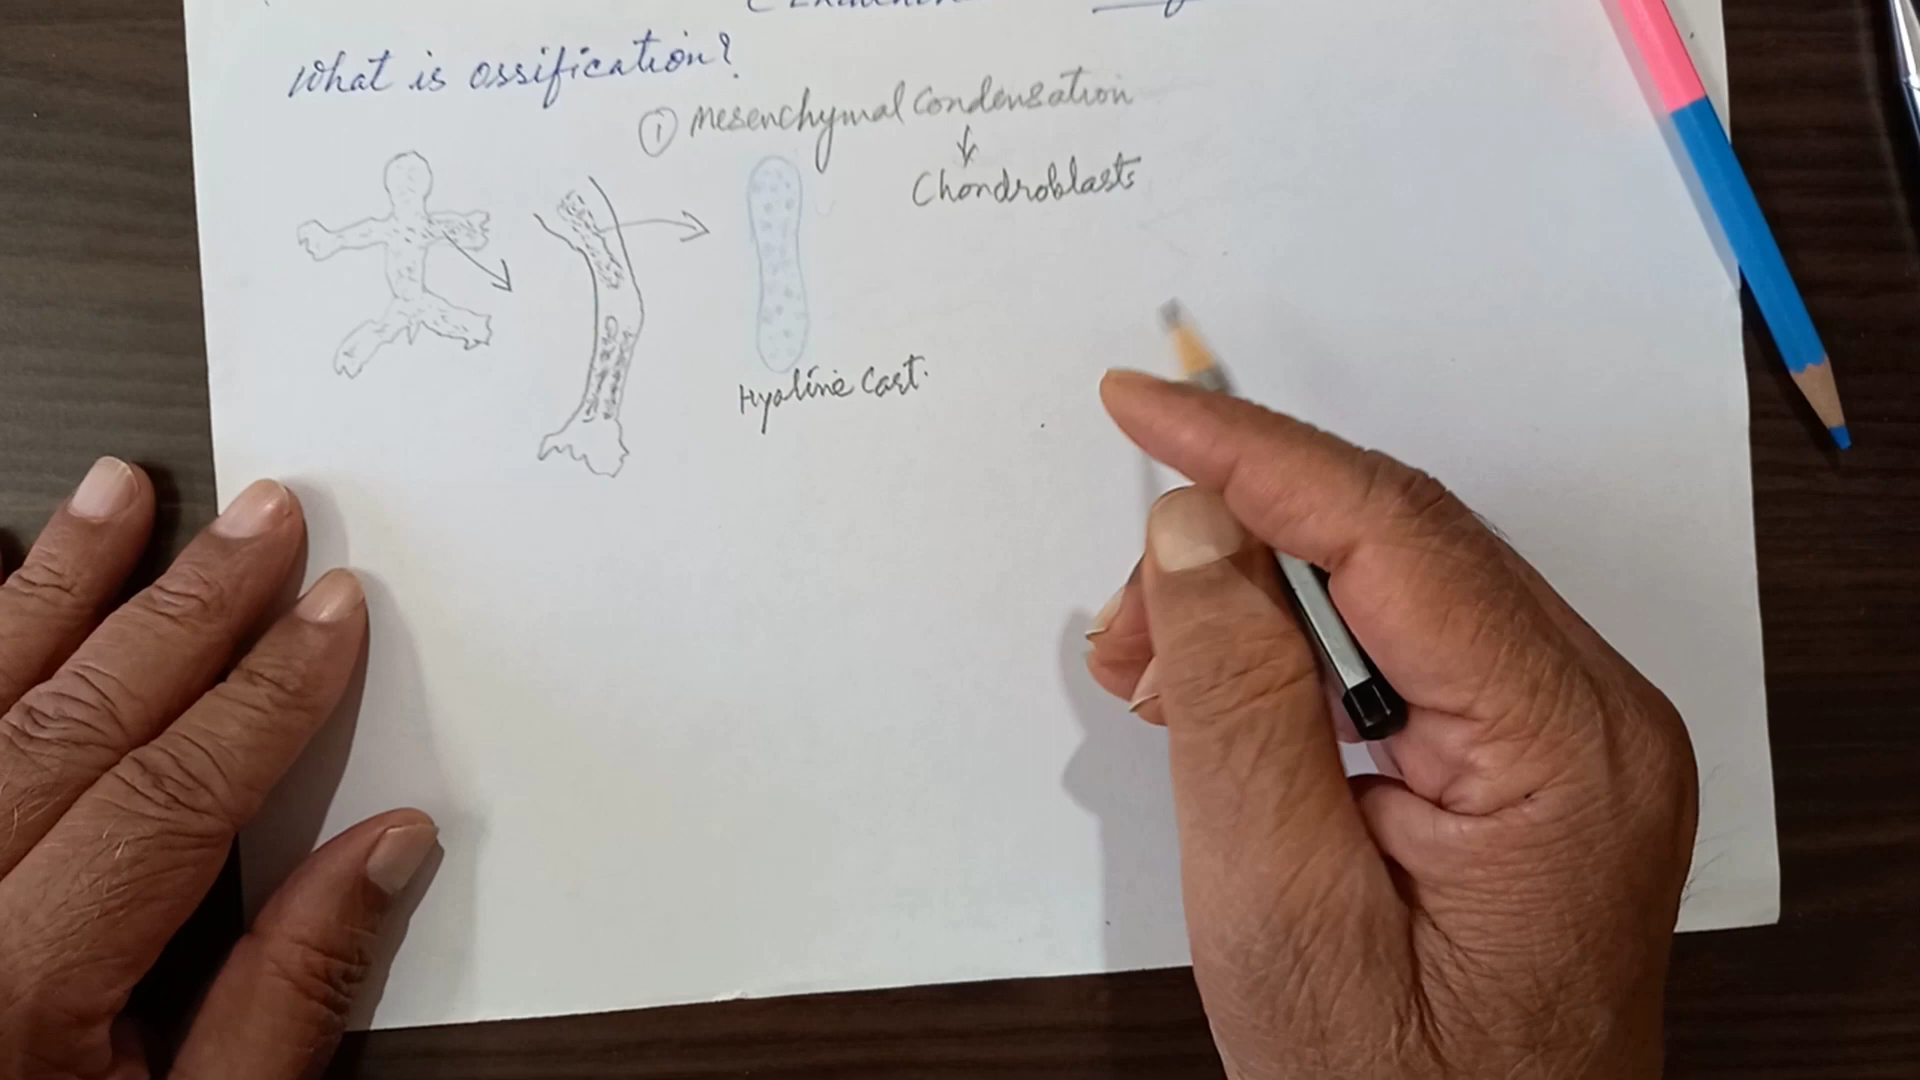 What is ossification?
① Mesenchymal Condensation
↓
Chondroblasts
Hyaline Cart.